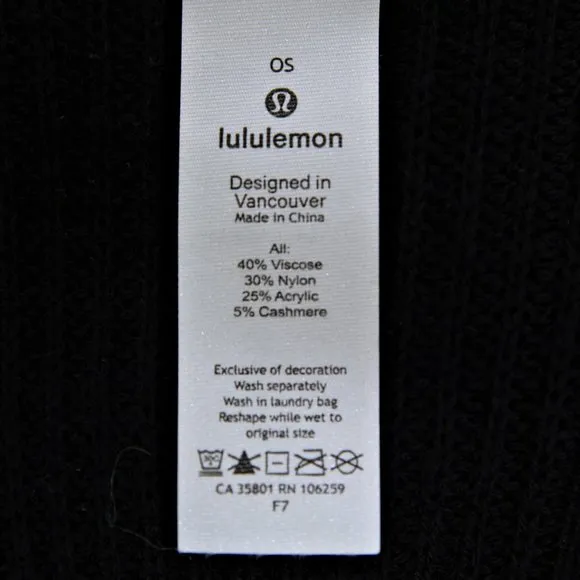 OS
lululemon
Designed in
Vancouver
Made in China
All:
40% Viscose
30% Nylon
25% Acrylic
5% Cashmere
Exclusive of decoration
Wash separately
Wash in laundry bag
Reshape while wet to
original size
CA 35801 RN 106259
F7